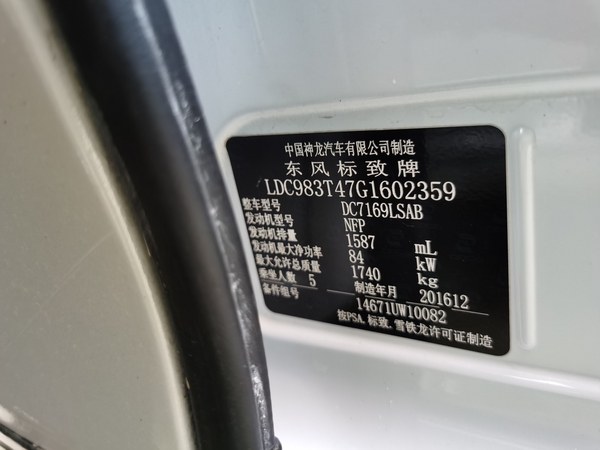 中国神龙汽车有限公司制造
东风标致牌
LDC983T47G1602359
整车型号 DC7169LSAB
发动机型号 NFP
发动机排量 1587 mL
发动机最大净功率 84 kW
最大允许总质量 1740 kg
乘坐人数 5 制造年月 201612
备件组号 14671UW10082
按PSA.标致.雪铁龙许可证制造